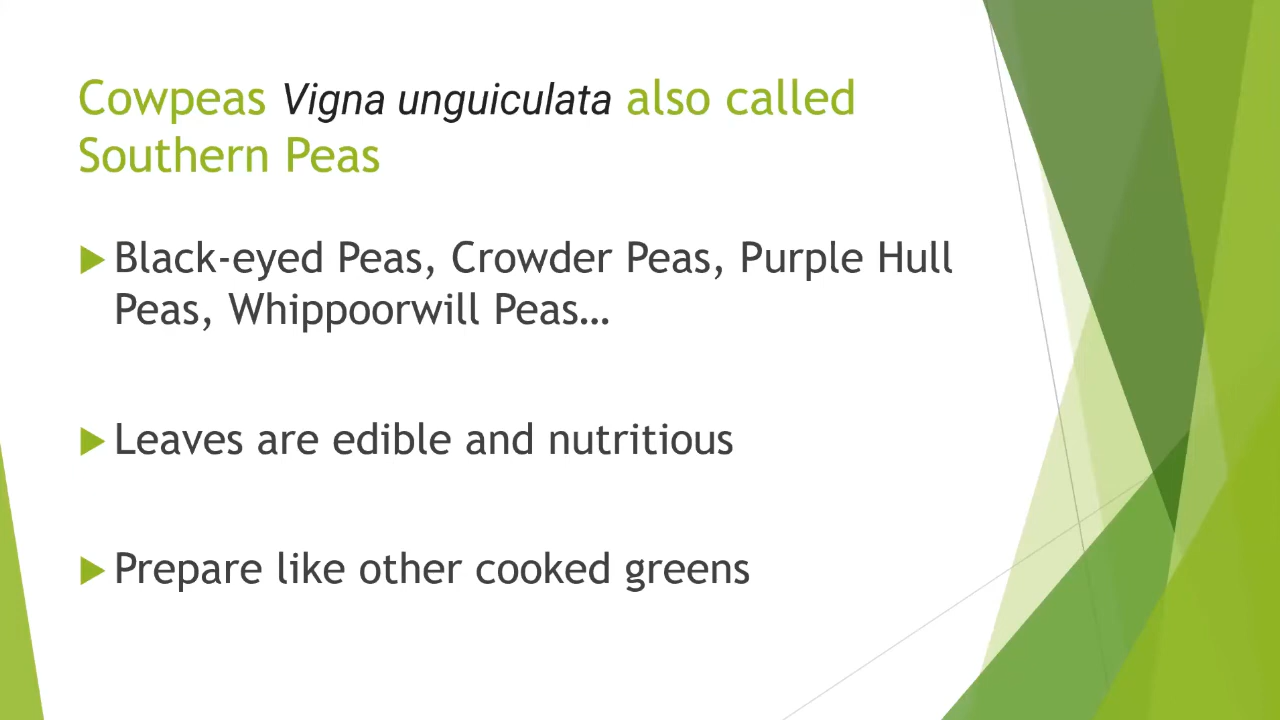 Cowpeas Vigna unguiculata also called
Southern Peas
Black-eyed Peas, Crowder Peas, Purple Hull
Peas, Whippoorwill Peas…
Leaves are edible and nutritious
Prepare like other cooked greens